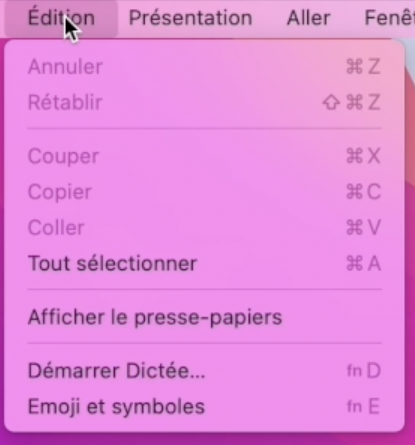 Édition Présentation Aller
Annuler ⌘ Z
Rétablir ⇧ ⌘ Z
Couper ⌘ X
Copier ⌘ C
Coller ⌘ V
Tout sélectionner ⌘ A
Afficher le presse-papiers
Démarrer Dictée... fn D
Emoji et symboles fn E